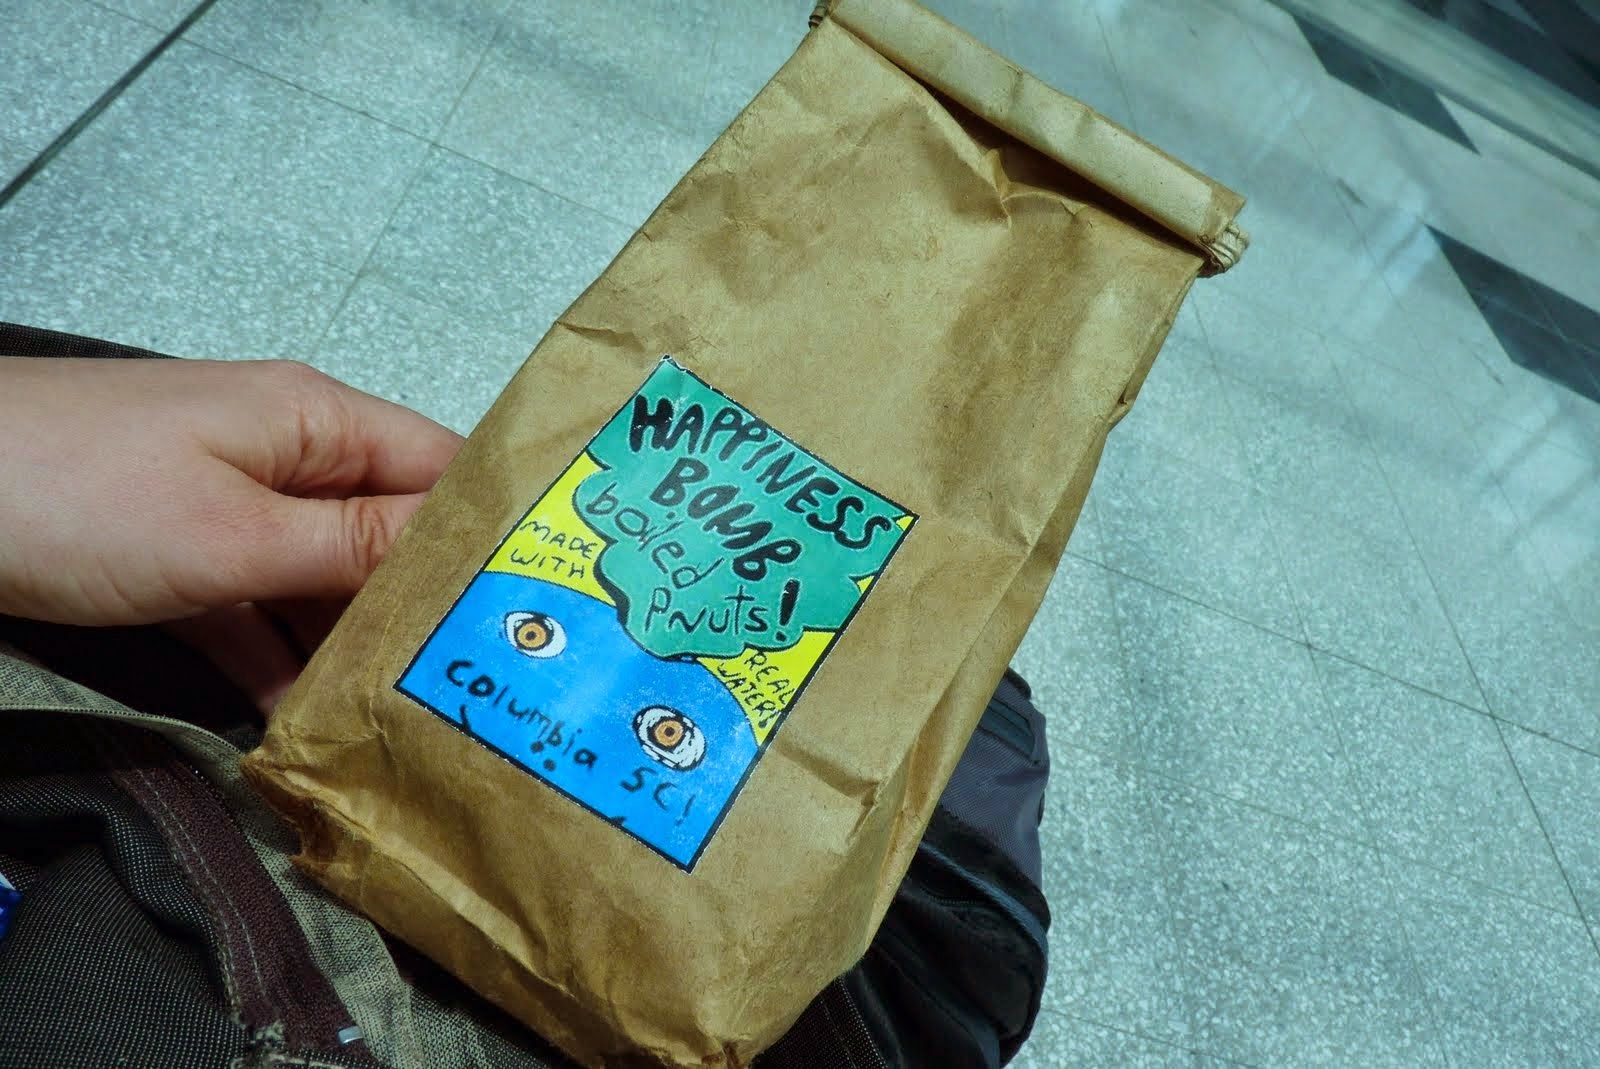 HAPPINESS
BOMB
boiled
PNuts!
MADE
WITH
REAL
WATER!
columbia SC!